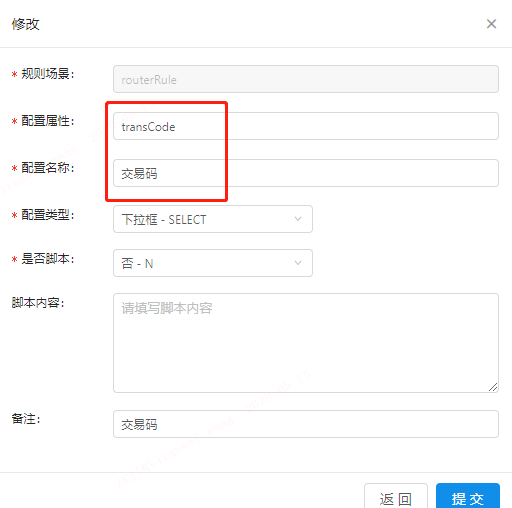 修改
* 规则场景: routerRule
* 配置属性: transCode
* 配置名称: 交易码
* 配置类型: 下拉框 - SELECT
* 是否脚本: 否 - N
脚本内容: 请填写脚本内容
备注: 交易码
返 回 提 交